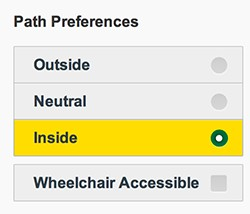 Path Preferences
Outside
Neutral
Inside
Wheelchair Accessible